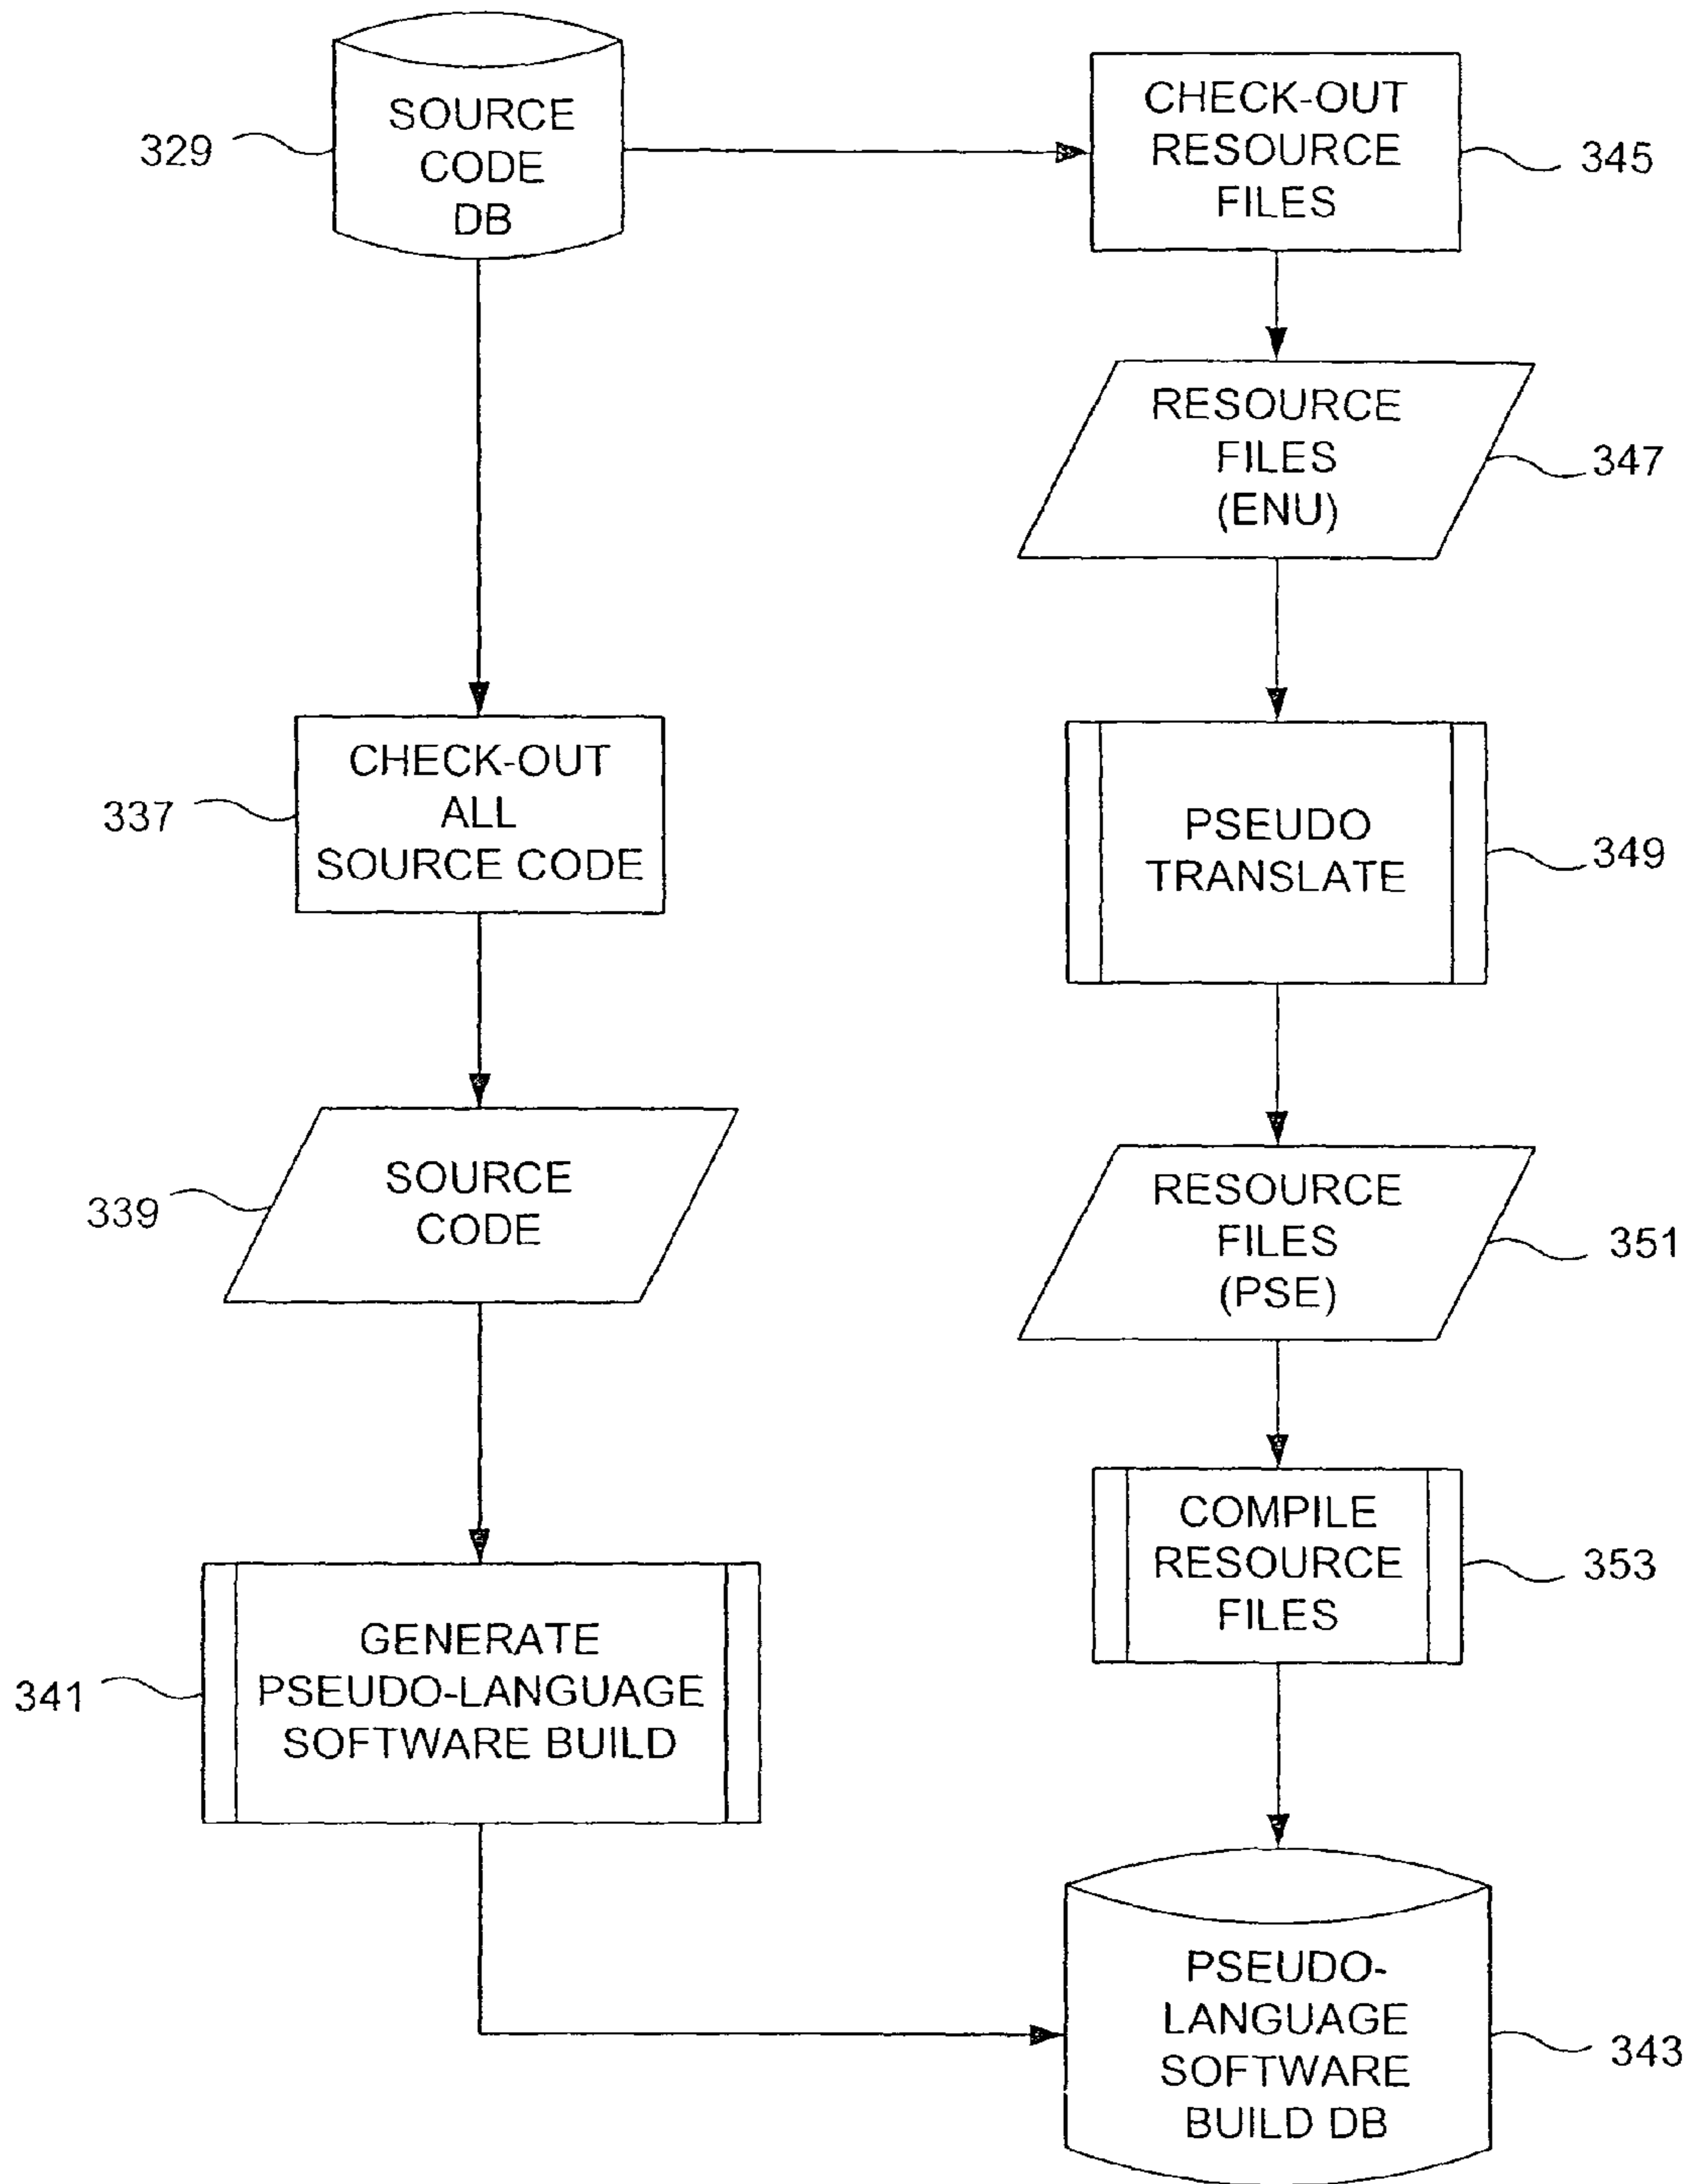 SOURCE
CODE
DB
329
CHECK-OUT
RESOURCE
FILES
345
RESOURCE
FILES
(ENU)
347
CHECK-OUT
ALL
SOURCE CODE
337
PSEUDO
TRANSLATE
349
SOURCE
CODE
339
RESOURCE
FILES
(PSE)
351
COMPILE
RESOURCE
FILES
353
GENERATE
PSEUDO-LANGUAGE
SOFTWARE BUILD
341
PSEUDO-
LANGUAGE
SOFTWARE
BUILD DB
343